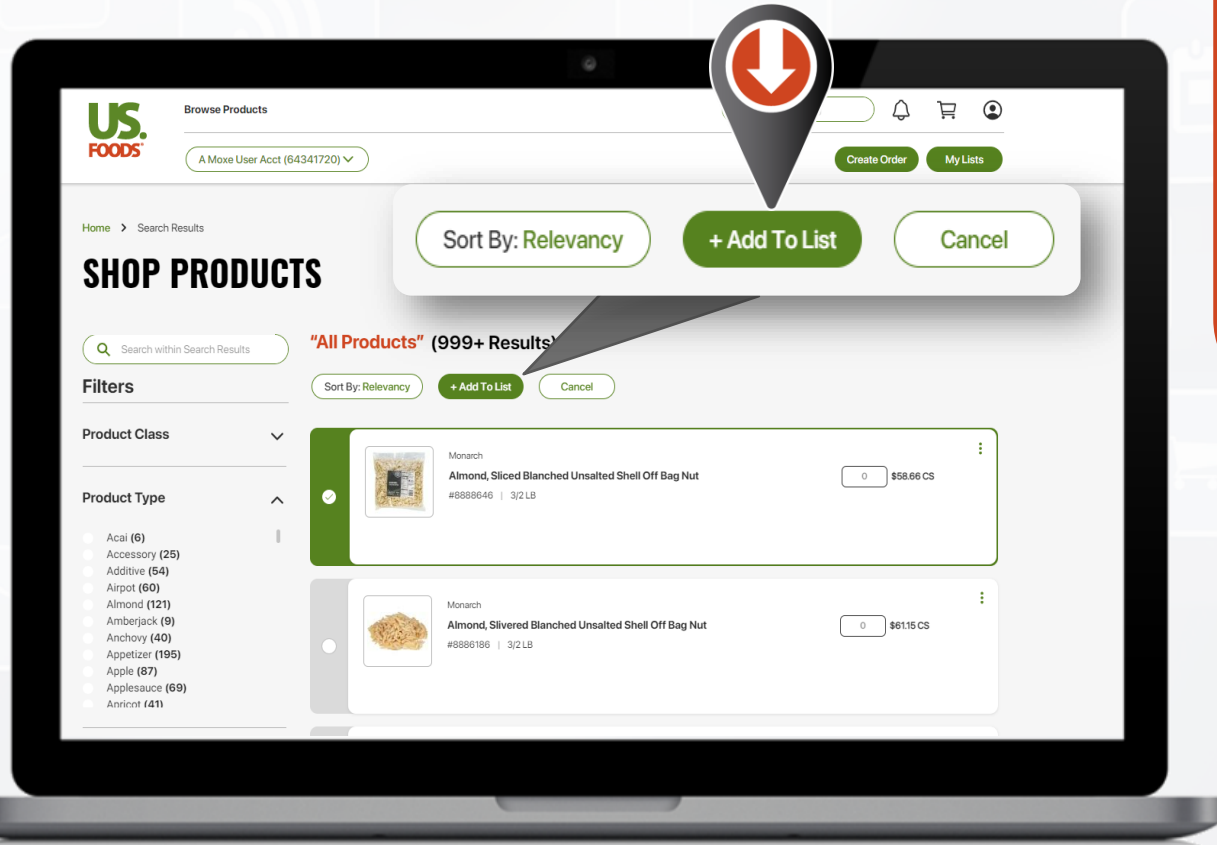 US.
FOODS®
Browse Products
A Moxe User Acct (64341720)
Create Order
My Lists
Sort By: Relevancy
+ Add To List
Cancel
Home > Search Results
SHOP PRODUCTS
Search within Search Results
Filters
Product Class
Product Type
Acai (6)
Accessory (25)
Additive (54)
Airpot (60)
Almond (121)
Amberjack (9)
Anchovy (40)
Appetizer (195)
Apple (87)
Applesauce (69)
Apricot (41)
"All Products" (999+ Results)
Sort By: Relevancy
+ Add To List
Cancel
Monarch
Almond, Sliced Blanched Unsalted Shell Off Bag Nut
#8888646 | 3/2 LB
0
$58.66 CS
Monarch
Almond, Slivered Blanched Unsalted Shell Off Bag Nut
#8886186 | 3/2 LB
0
$61.15 CS